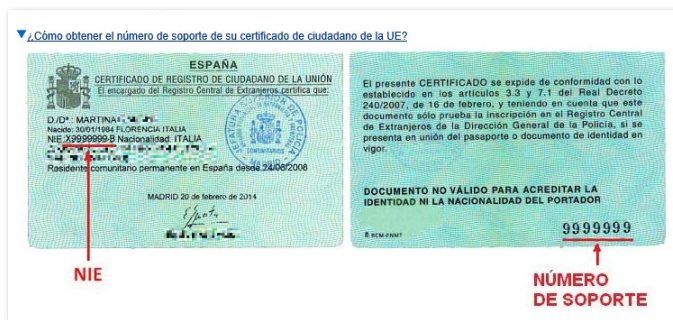 ¿Cómo obtener el número de soporte de su certificado de ciudadano de la UE?
ESPAÑA
CERTIFICADO DE REGISTRO DE CIUDADANO DE LA UNIÓN
El encargado del Registro Central de Extranjeros certifica que:
D./Dª.: MARTINA
Nacido: 30/01/1984 FLORENCIA ITALIA
NIE:X9999999-B Nacionalidad: ITALIA
Residente comunitario permanente en España desde 24/06/2008
MADRID 20 de febrero de 2014
COMUNITARIOS
MADRID
NIE
El presente CERTIFICADO se expide de conformidad con lo
establecido en los artículos 3.3 y 7.1 del Real Decreto
240/2007, de 16 de febrero, y teniendo en cuenta que este
documento sólo prueba la inscripción en el Registro Central
de Extranjeros de la Dirección General de la Policía, si se
presenta en unión del pasaporte o documento de identidad en
vigor.
DOCUMENTO NO VÁLIDO PARA ACREDITAR LA
IDENTIDAD NI LA NACIONALIDAD DEL PORTADOR
RCM-FNMT
9999999
NÚMERO
DE SOPORTE